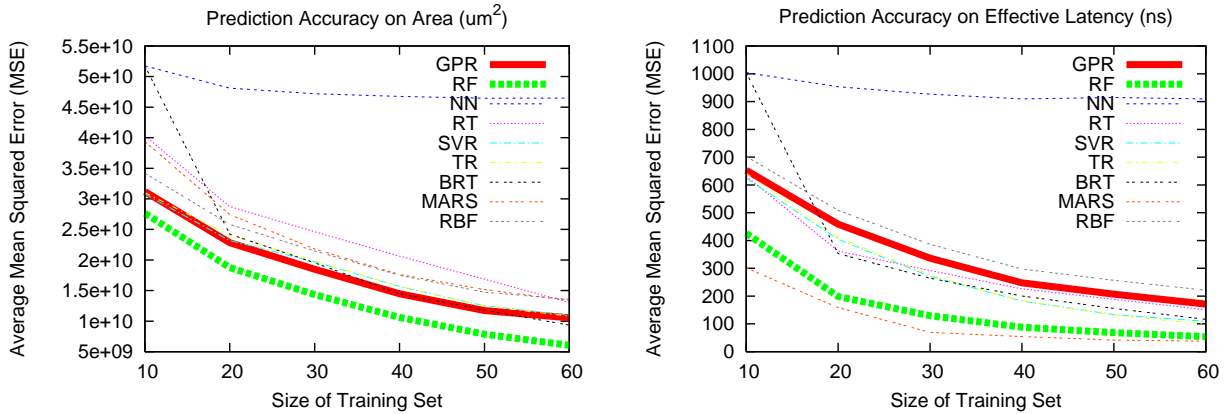 Prediction Accuracy on Area (um²)
Average Mean Squared Error (MSE)
5.5e+10
5e+10
4.5e+10
4e+10
3.5e+10
3e+10
2.5e+10
2e+10
1.5e+10
1e+10
5e+09
GPR
RF
NN
RT
SVR
TR
BRT
MARS
RBF
10 20 30 40 50 60
Size of Training Set
Prediction Accuracy on Effective Latency (ns)
Average Mean Squared Error (MSE)
1100
1000
900
800
700
600
500
400
300
200
100
0
GPR
RF
NN
RT
SVR
TR
BRT
MARS
RBF
10 20 30 40 50 60
Size of Training Set